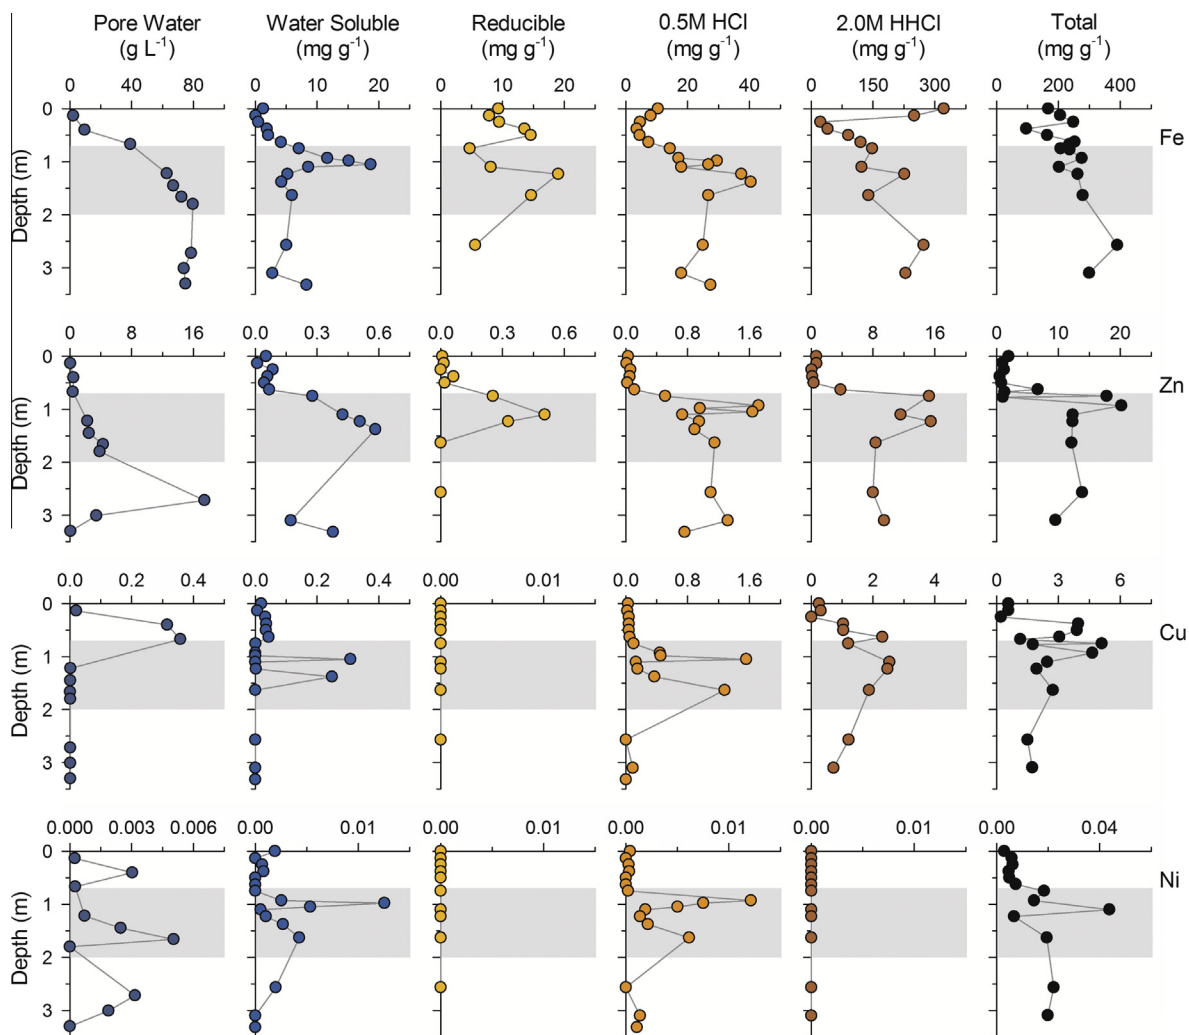 Pore Water Water Soluble Reducible 0.5M HCl 2.0M HHCl Total
(g L⁻¹) (mg g⁻¹) (mg g⁻¹) (mg g⁻¹) (mg g⁻¹) (mg g⁻¹)
0 20 40 60 80 100 0 10 20 0 10 20 0 20 40 0 150 300 0 200 400
0
1
2
3
Depth (m)
Fe
0 8 16 0.0 0.3 0.6 0.0 0.3 0.6 0.0 0.8 1.6 0 8 16 0 10 20
0
1
2
3
Depth (m)
Zn
0.0 0.2 0.4 0.0 0.2 0.4 0.00 0.01 0.0 0.8 1.6 0 2 4 0 3 6
0
1
2
3
Depth (m)
Cu
0.000 0.003 0.006 0.00 0.01 0.00 0.01 0.00 0.01 0.00 0.01 0.00 0.04
0
1
2
3
Depth (m)
Ni